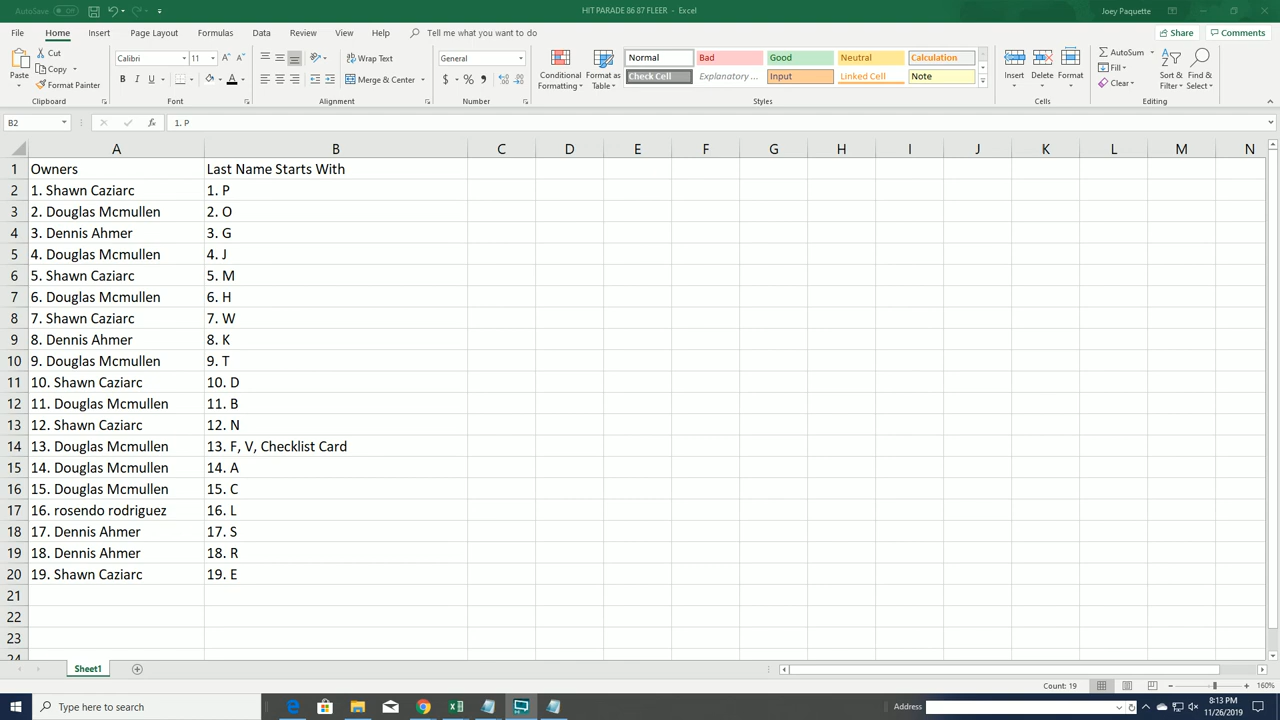 AutoSave Off
HIT PARADE 86 87 FLEER - Excel
Joey Paquette
File Home Insert Page Layout Formulas Data Review View Help Tell me what you want to do Share Comments
Paste Cut Copy Format Painter Clipboard
Calibri 11 B I U A Font
Wrap Text Merge & Center Alignment
General $ % , Number
Conditional Formatting Format as Table
Normal Bad Good Neutral Calculation
Check Cell Explanatory ... Input Linked Cell Note
Styles
Insert Delete Format Cells
AutoSum Fill Clear Sort & Filter Find & Select Editing
B2 fx 1. P
A B C D E F G H I J K L M N
1 Owners Last Name Starts With
2 1. Shawn Caziarc 1. P
3 2. Douglas Mcmullen 2. O
4 3. Dennis Ahmer 3. G
5 4. Douglas Mcmullen 4. J
6 5. Shawn Caziarc 5. M
7 6. Douglas Mcmullen 6. H
8 7. Shawn Caziarc 7. W
9 8. Dennis Ahmer 8. K
10 9. Douglas Mcmullen 9. T
11 10. Shawn Caziarc 10. D
12 11. Douglas Mcmullen 11. B
13 12. Shawn Caziarc 12. N
14 13. Douglas Mcmullen 13. F, V, Checklist Card
15 14. Douglas Mcmullen 14. A
16 15. Douglas Mcmullen 15. C
17 16. rosendo rodriguez 16. L
18 17. Dennis Ahmer 17. S
19 18. Dennis Ahmer 18. R
20 19. Shawn Caziarc 19. E
21
22
23
24
Sheet1
Count: 19 160%
Type here to search
Address
8:13 PM
11/26/2019